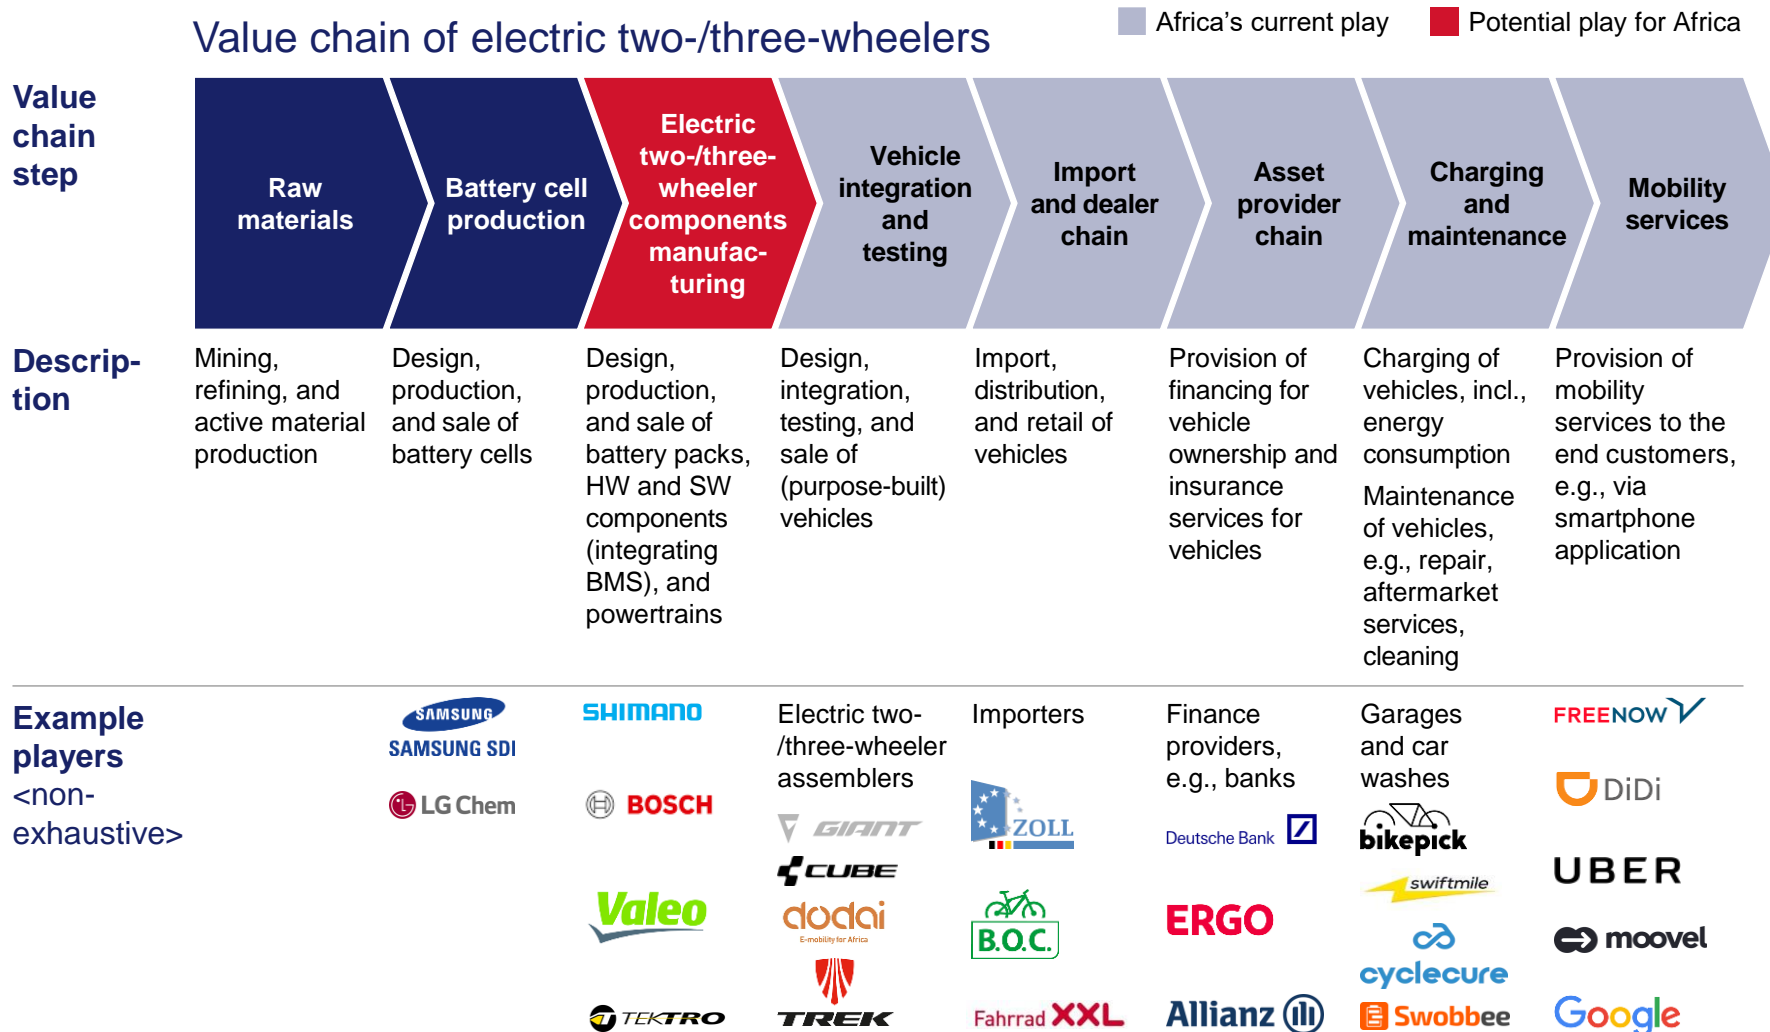 Value chain of electric two-/three-wheelers
Africa's current play
Potential play for Africa
Value
chain
step
Raw
materials
Battery cell
production
Electric
two-/three-
wheeler
components
manufac-
turing
Vehicle
integration
and
testing
Import
and dealer
chain
Asset
provider
chain
Charging
and
maintenance
Mobility
services
Descrip-
tion
Mining,
refining, and
active material
production
Design,
production,
and sale of
battery cells
Design,
production,
and sale of
battery packs,
HW and SW
components
(integrating
BMS), and
powertrains
Design,
integration,
testing, and
sale of
(purpose-built)
vehicles
Import,
distribution,
and retail of
vehicles
Provision of
financing for
vehicle
ownership and
insurance
services for
vehicles
Charging of
vehicles, incl.,
energy
consumption
Maintenance
of vehicles,
e.g., repair,
aftermarket
services,
cleaning
Provision of
mobility
services to the
end customers,
e.g., via
smartphone
application
Example
players
<non-
exhaustive>
SAMSUNG
SAMSUNG SDI
LG Chem
SHIMANO
BOSCH
Valeo
TEKTRO
Electric two-
/three-wheeler
assemblers
GIANT
CUBE
dodai
E-mobility for Africa
TREK
Importers
ZOLL
B.O.C.
Fahrrad XXL
Finance
providers,
e.g., banks
Deutsche Bank
ERGO
Allianz
Garages
and car
washes
bikepick
swiftmile
cyclecure
Swobbee
FREENOW
DiDi
UBER
moovel
Google